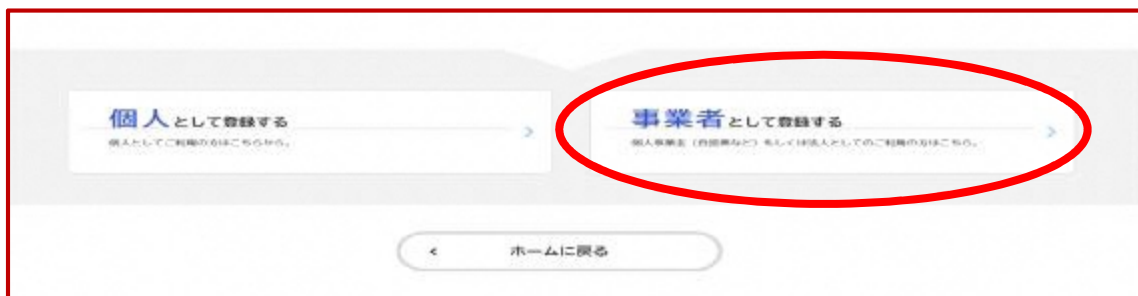 個人として登録する
個人としてご利用の方はこちらから。
事業者として登録する
個人事業主（自営業など）もしくは法人としてのご利用の方はこちら。
ホームに戻る